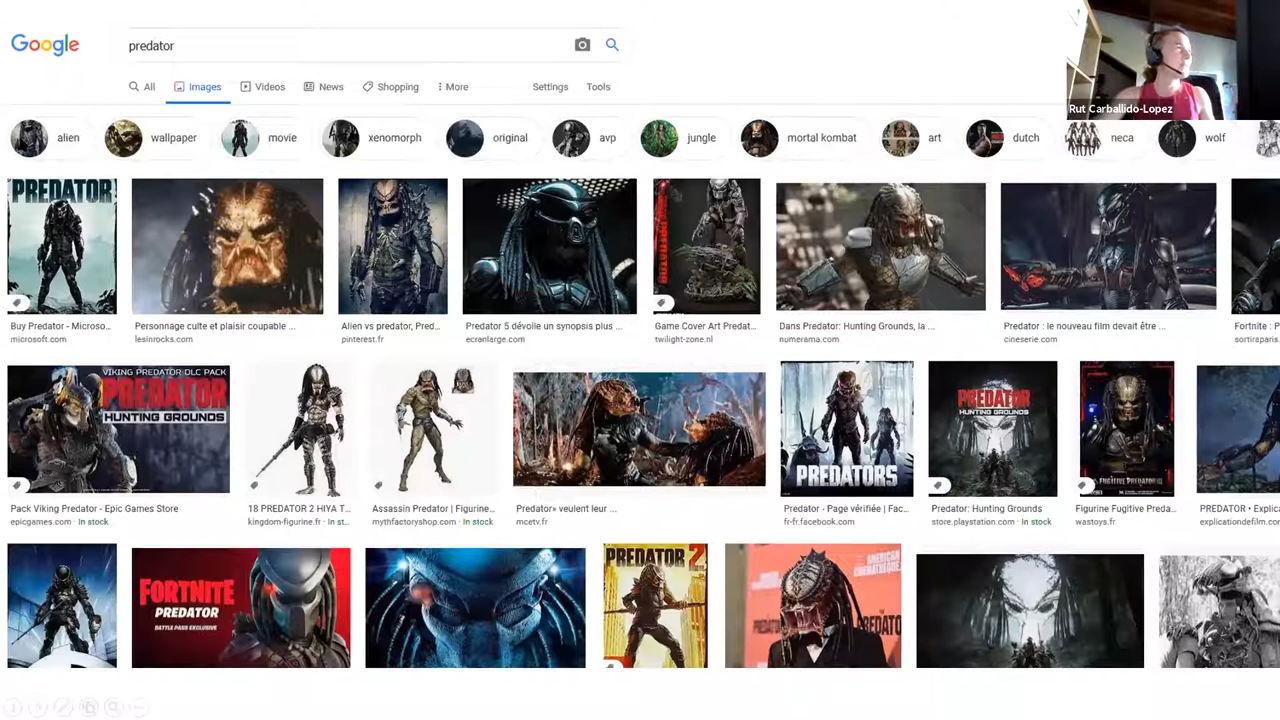 Google
predator
All Images Videos News Shopping More Settings Tools
Rut Carballido-Lopez
alien wallpaper movie xenomorph original avp jungle mortal kombat art dutch neca wolf
PREDATOR
Buy Predator - Microso... Personnage culte et plaisir coupable ... Alien vs predator, Pred... Predator 5 dévoile un synopsis plus ... Game Cover Art Predat... Dans Predator: Hunting Grounds, la ... Predator : le nouveau film devait être ... Fortnite : P
microsoft.com lesinrocks.com pinterest.fr ecranlarge.com twilight-zone.nl numerama.com cineserie.com sortiraparis.
VIKING PREDATOR DLC PACK
PREDATOR
HUNTING GROUNDS
PREDATORS
PREDATOR
HUNTING GROUNDS
FUGITIVE PREDATOR
Pack Viking Predator - Epic Games Store 18 PREDATOR 2 HIYA T... Assassin Predator | Figurine... Predator» veulent leur ... Predator - Page vérifiée | Fac... Predator: Hunting Grounds Figurine Fugitive Preda... PREDATOR • Explica
epicgames.com · In stock kingdom-figurine.fr · In st... mythfactoryshop.com · In stock mcetv.fr fr-fr.facebook.com store.playstation.com · In stock wastoys.fr explicationdefilm.co
FORTNITE
PREDATOR
BATTLE PASS EXCLUSIVE
PREDATOR 2
AMERICAN
CINEMATHEQUE
THE
PREDATOR